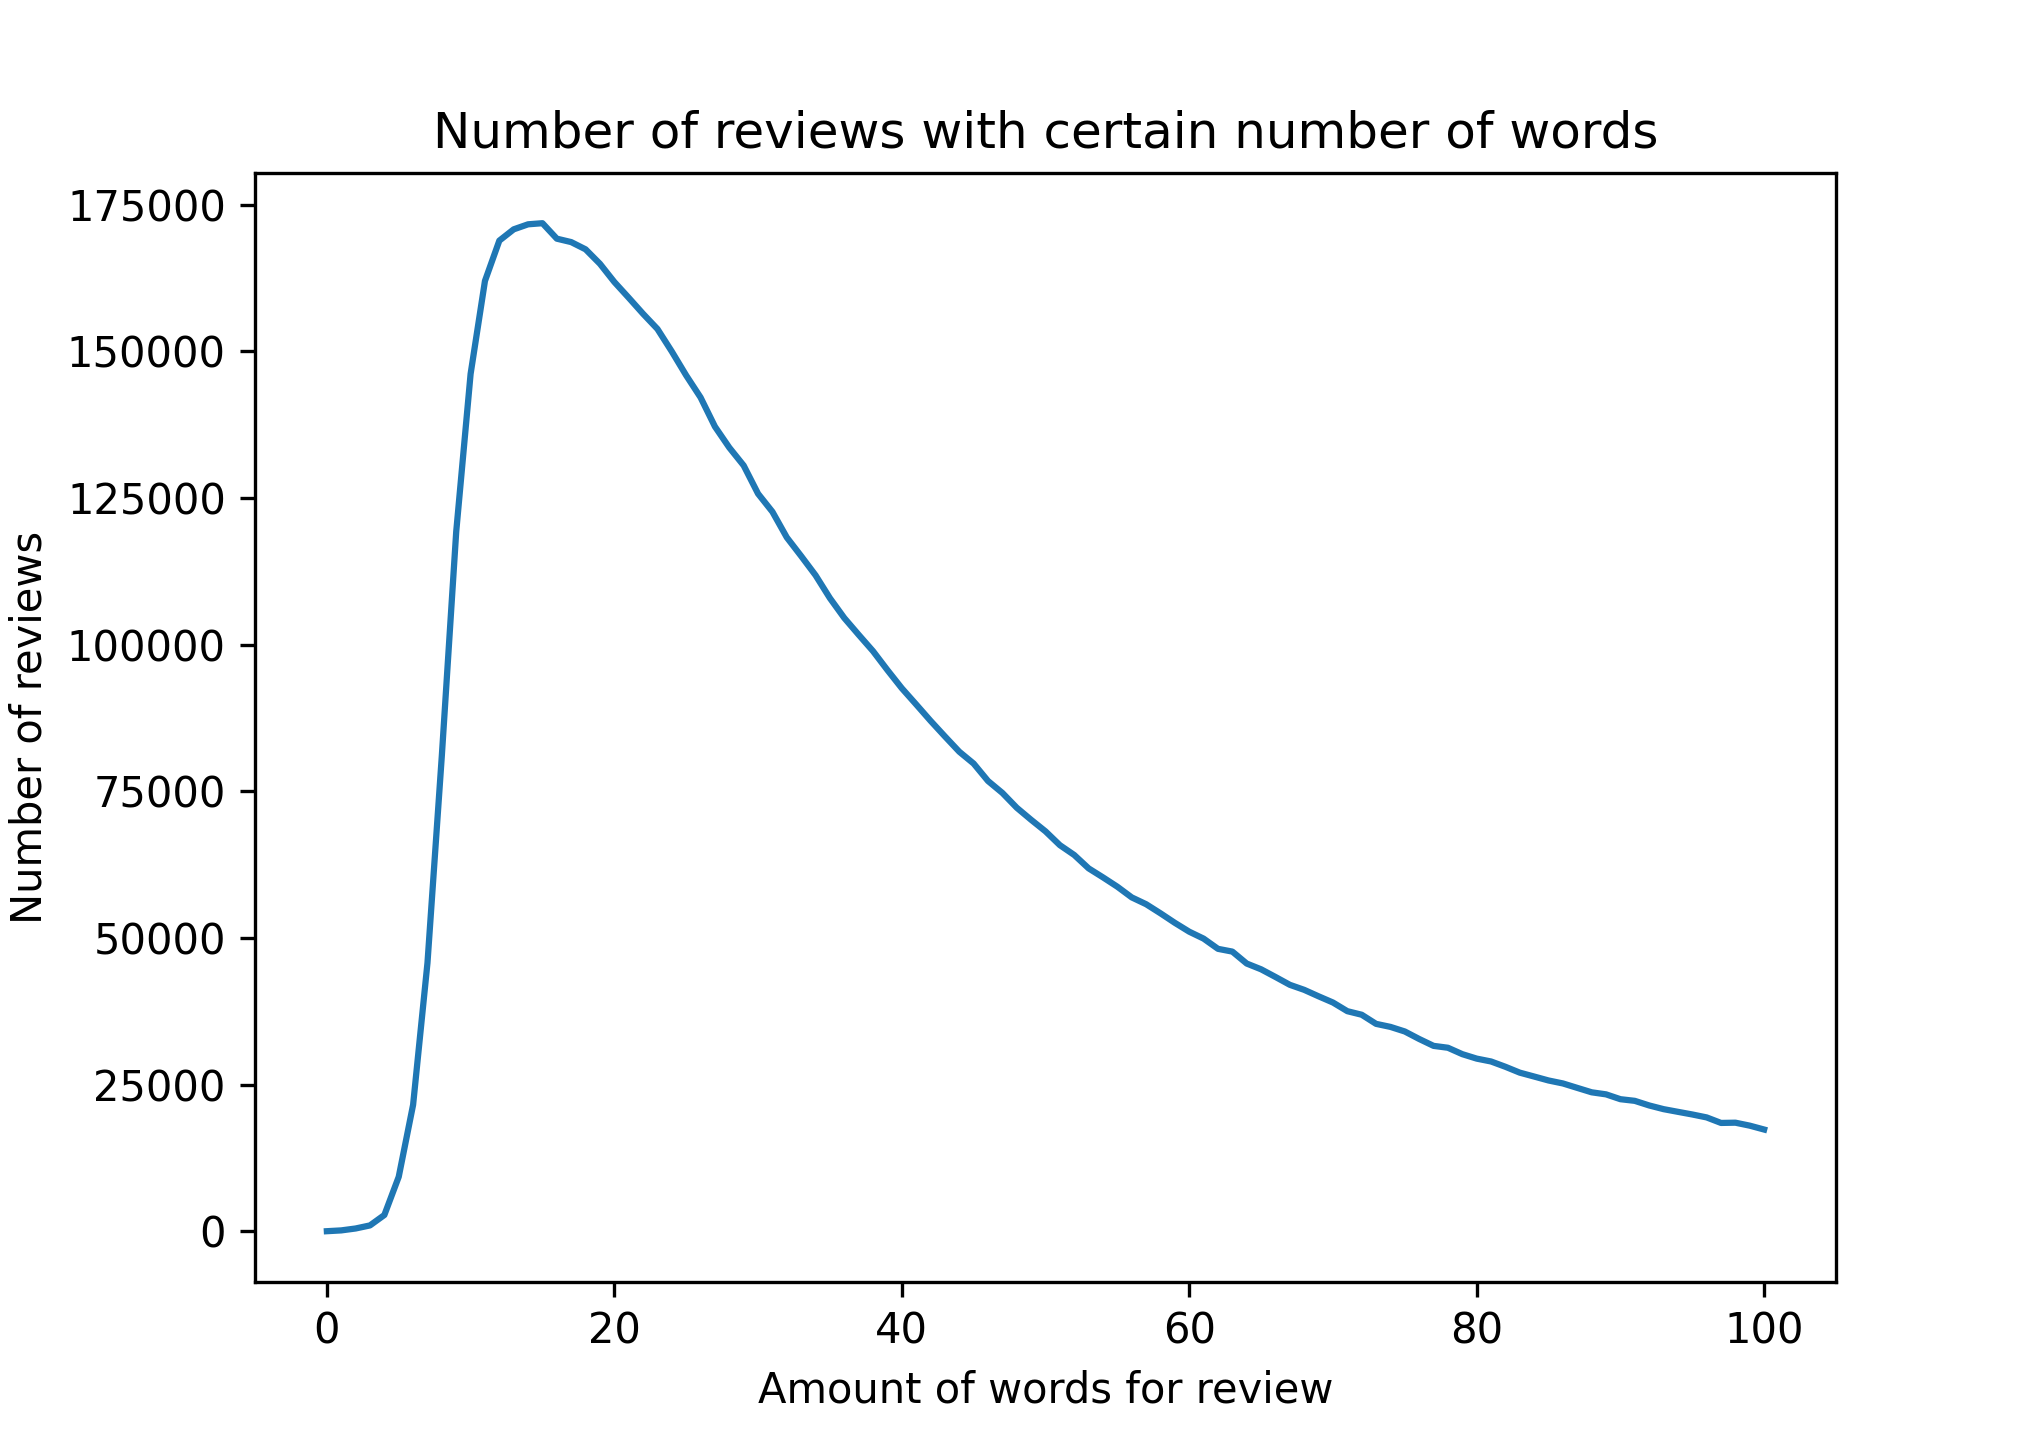 Number of reviews with certain number of words
175000
150000
125000
100000
75000
50000
25000
0
Number of reviews
0 20 40 60 80 100
Amount of words for review